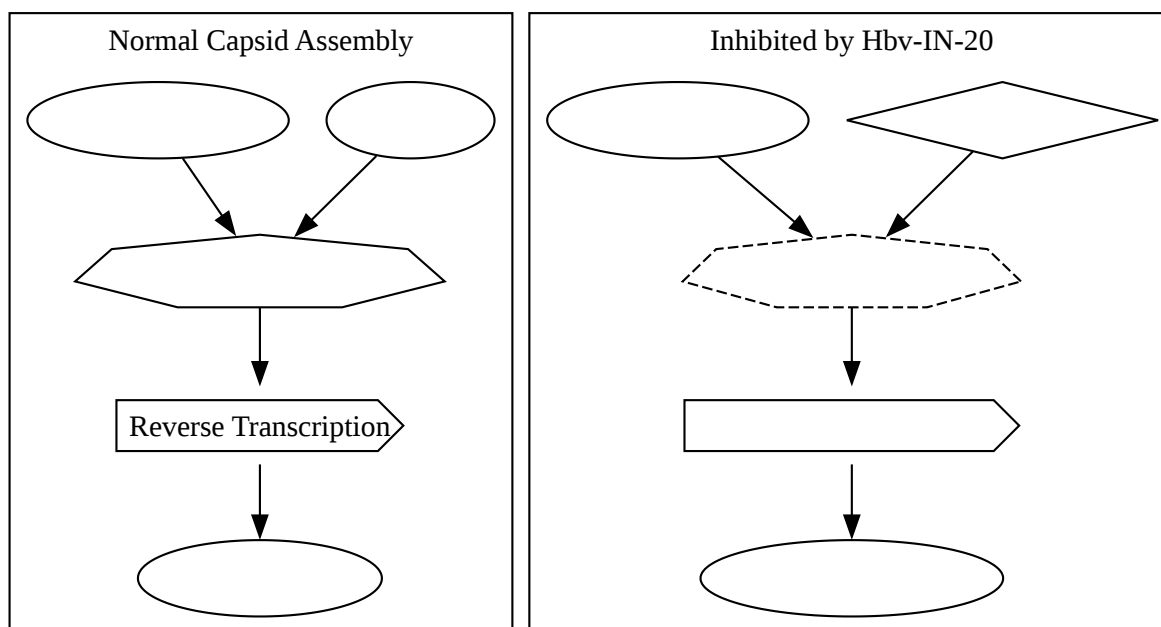 Normal Capsid Assembly
Inhibited by Hbv-IN-20
Reverse Transcription